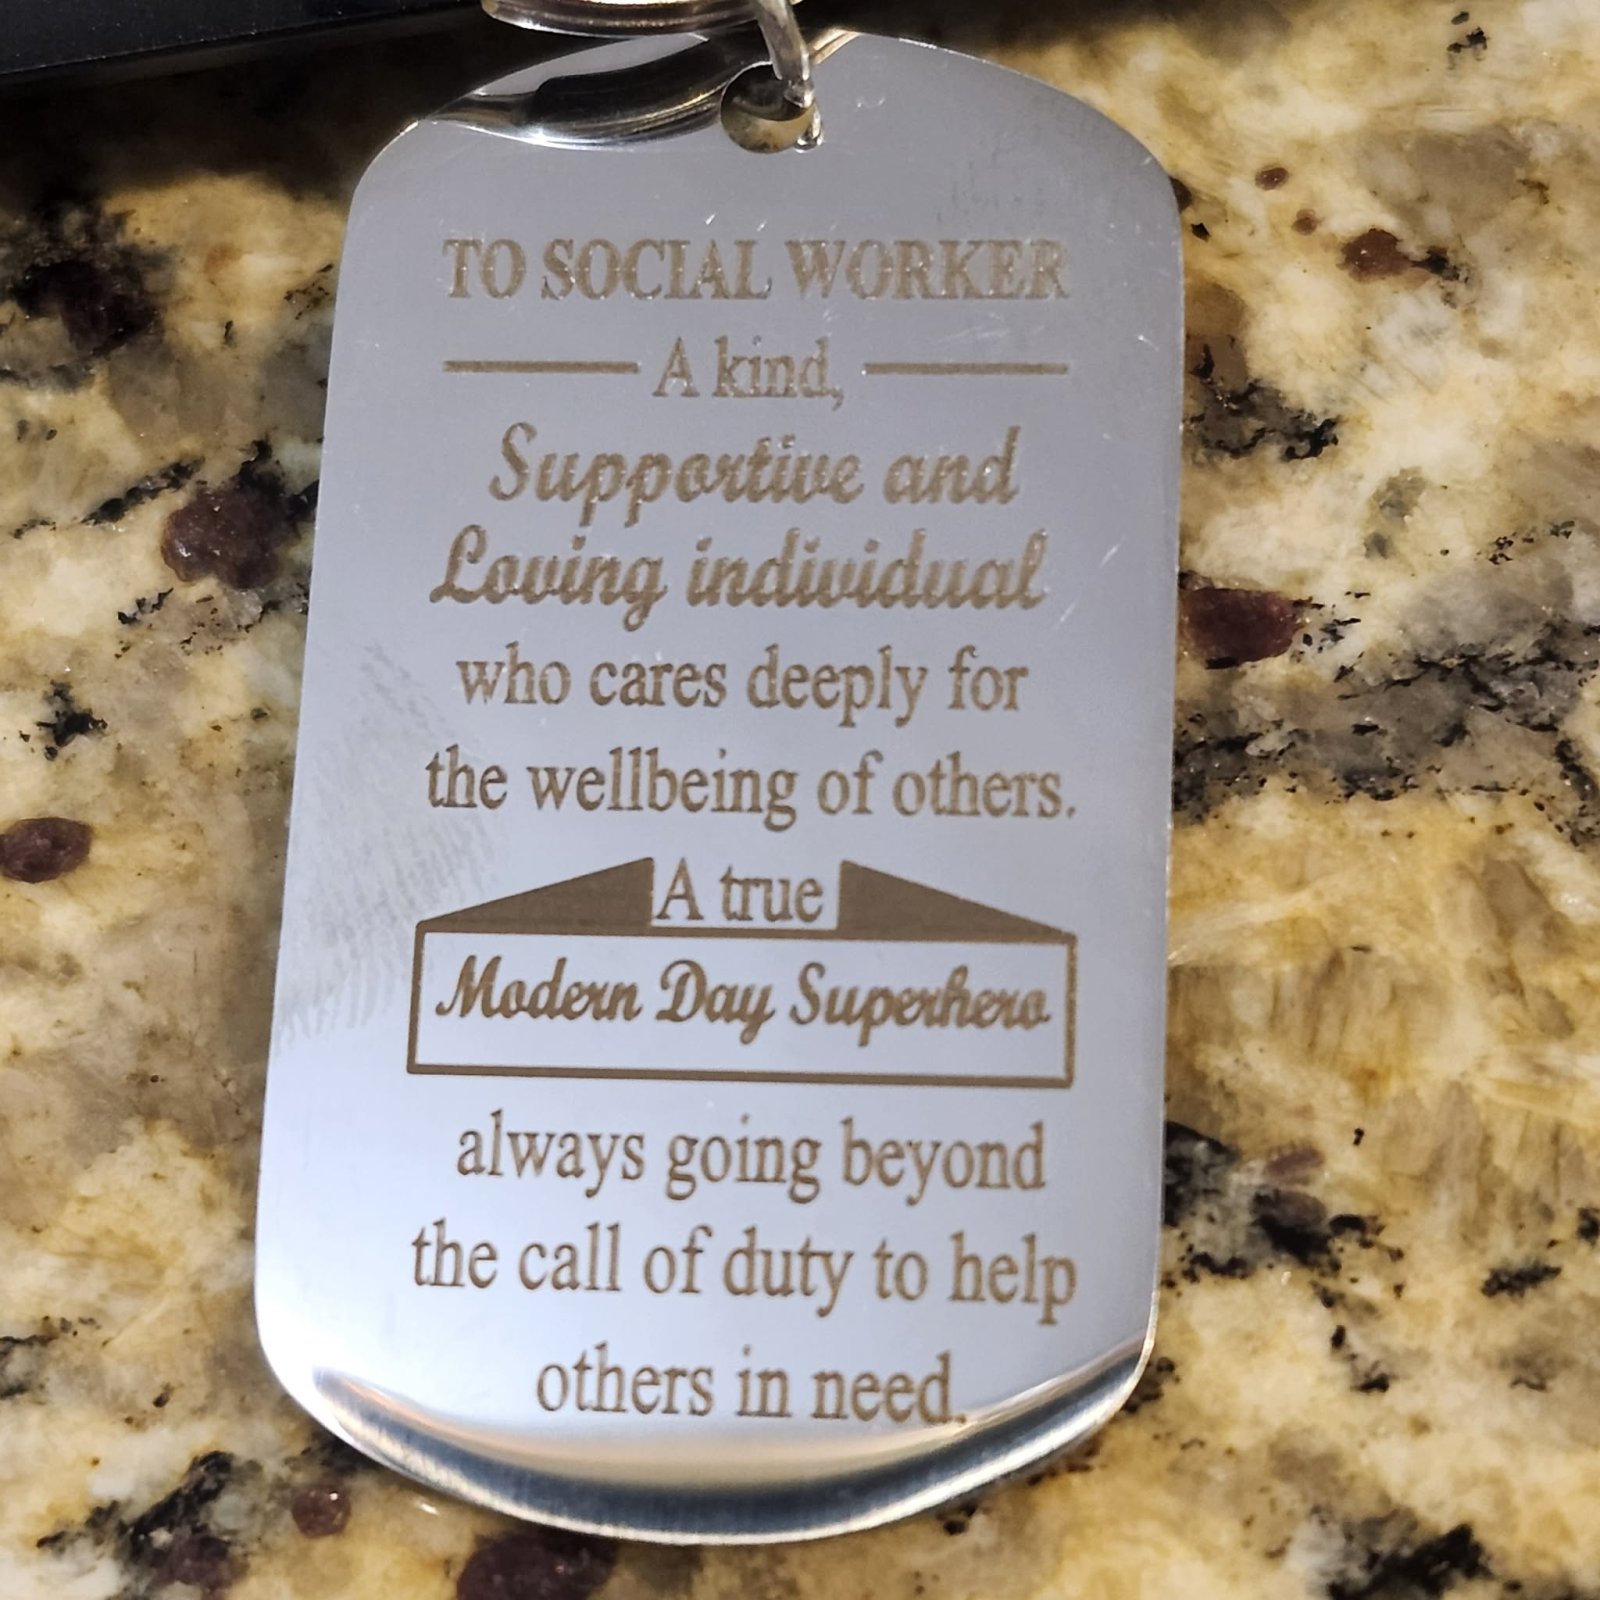 TO SOCIAL WORKER
A kind,
Supportive and
Loving individual
who cares deeply for
the wellbeing of others.
A true
Modern Day Superhero
always going beyond
the call of duty to help
others in need.